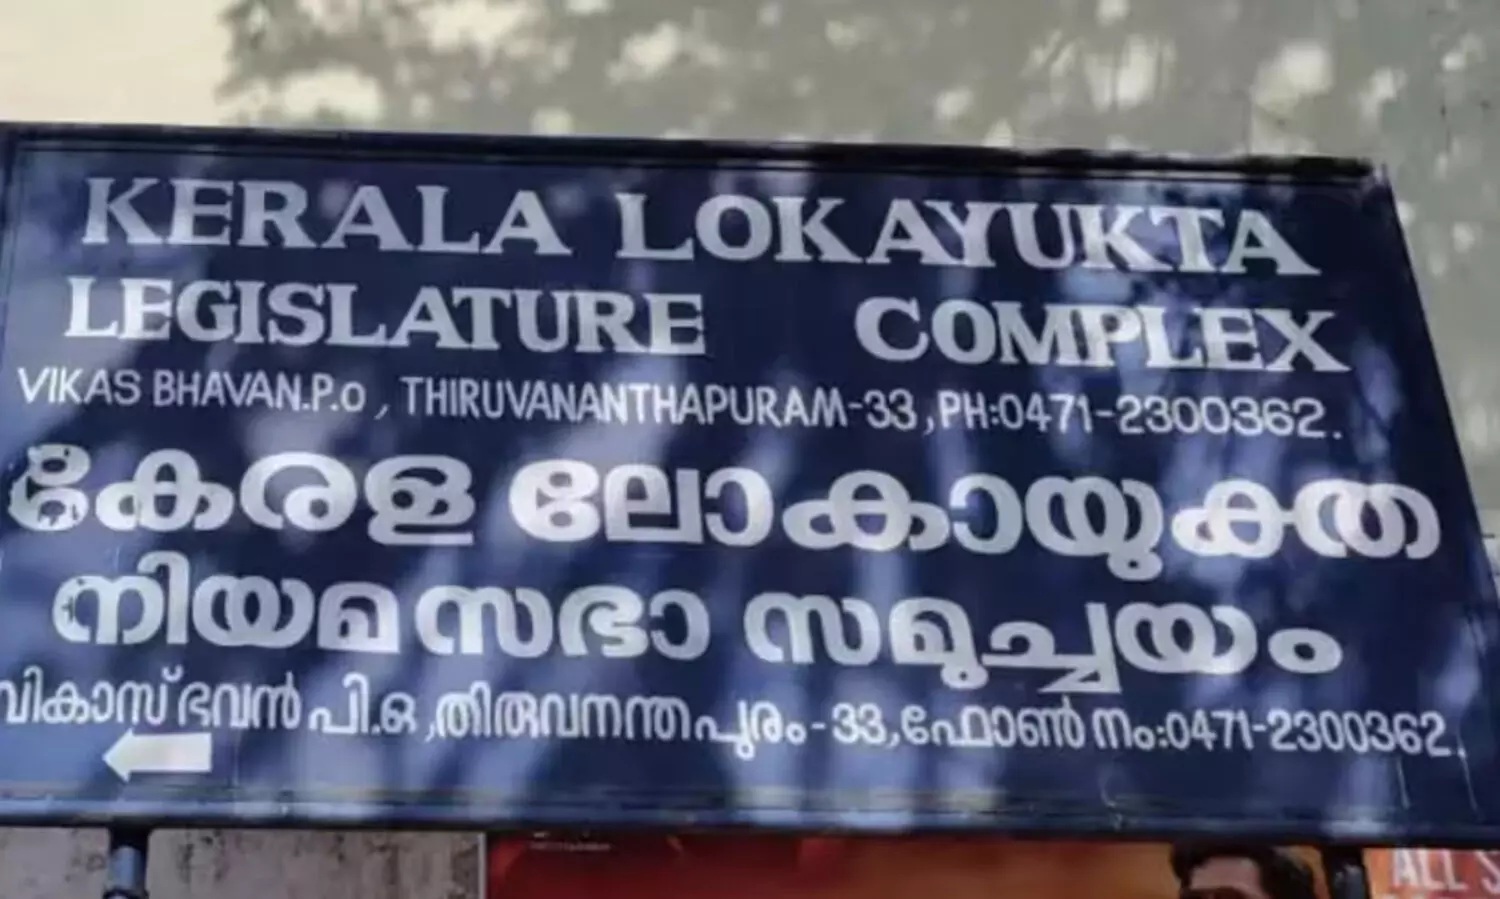 KERALA LOKAYUKTA
LEGISLATURE COMPLEX
VIKAS BHAVAN.P.O , THIRUVANANTHAPURAM-33,PH:0471-2300362.
കേരള ലോകായുക്ത
നിയമസഭാ സമുച്ചയം
വികാസ് ഭവൻ പി.ഒ ,തിരുവനന്തപുരം-33,ഫോൺ നം:0471-2300362.
ALL